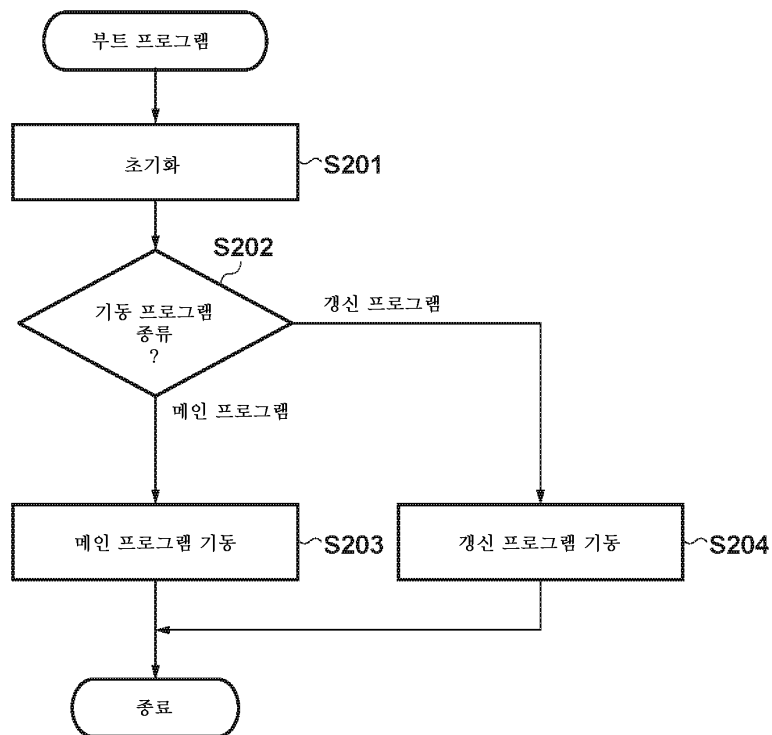 부트 프로그램
초기화
S201
S202
기동 프로그램
종류
?
갱신 프로그램
메인 프로그램
메인 프로그램 기동
S203
갱신 프로그램 기동
S204
종료